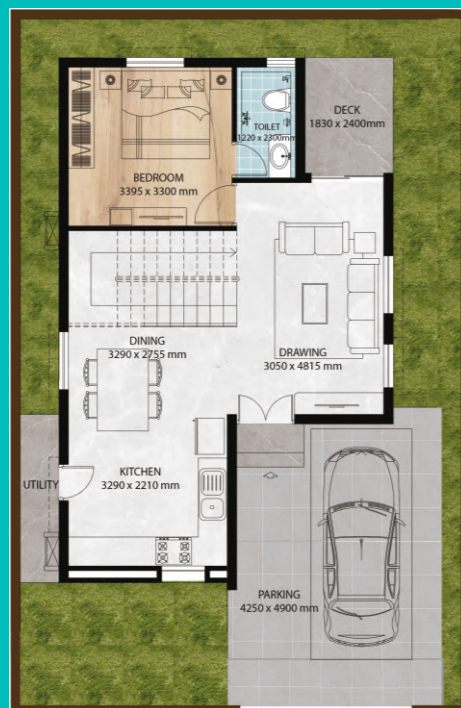 DECK
1830 x 2400mm
TOILET
1220 x 2300mm
BEDROOM
3395 x 3300 mm
DINING
3290 x 2755 mm
DRAWING
3050 x 4815 mm
KITCHEN
3290 x 2210 mm
UTILITY
PARKING
4250 x 4900 mm